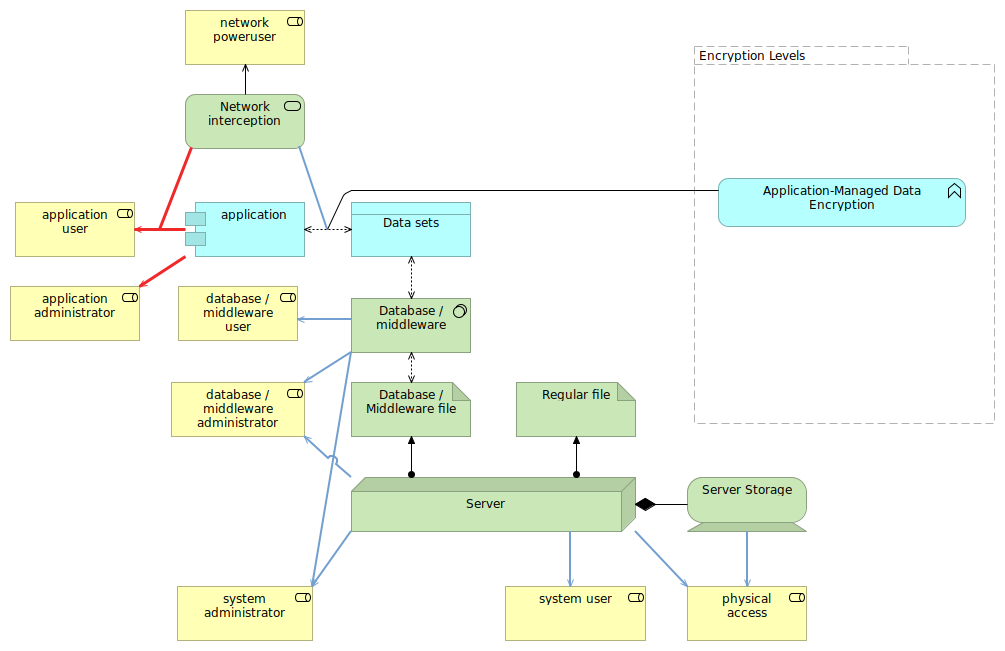 network
poweruser
Encryption Levels
Network
interception
Application-Managed Data
Encryption
application
user
application
Data sets
application
administrator
database /
middleware
user
Database /
middleware
database /
middleware
administrator
Database /
Middleware file
Regular file
Server
Server Storage
system
administrator
system user
physical
access